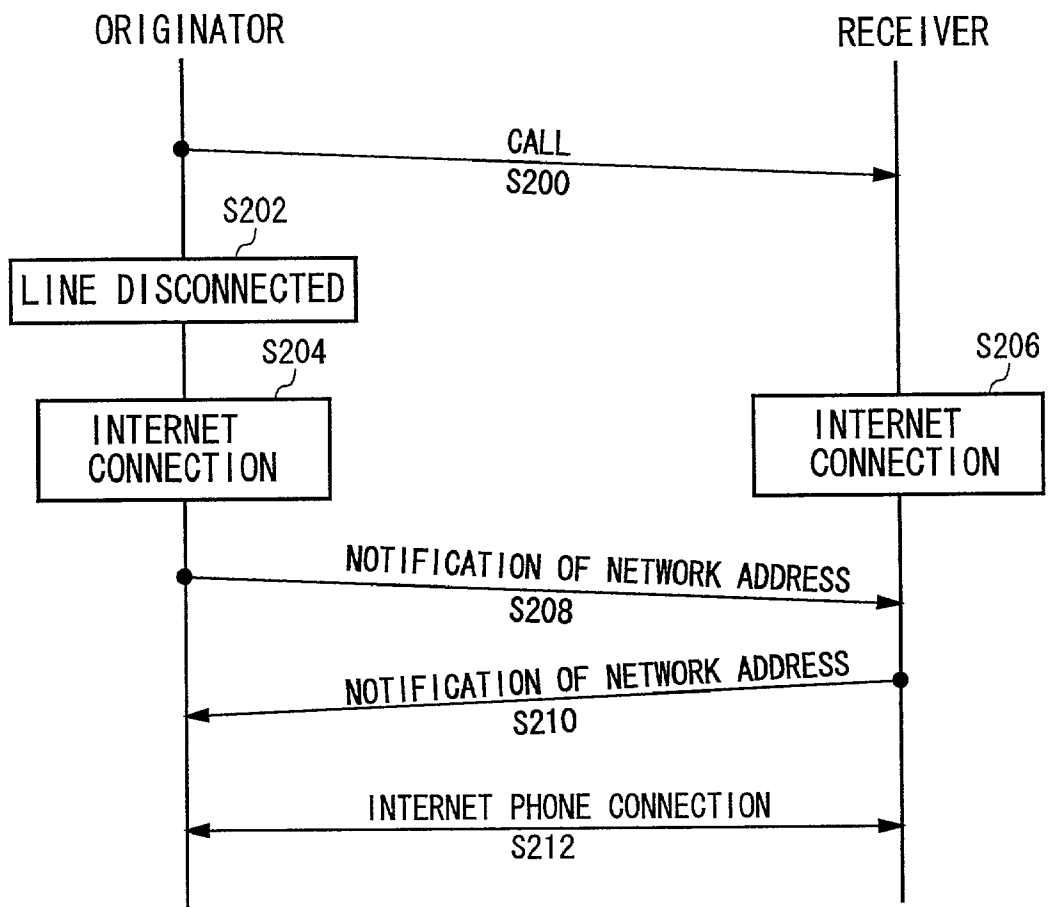 ORIGINATOR
RECEIVER
CALL
S200
S202
LINE DISCONNECTED
S204
INTERNET
CONNECTION
S206
INTERNET
CONNECTION
NOTIFICATION OF NETWORK ADDRESS
S208
NOTIFICATION OF NETWORK ADDRESS
S210
INTERNET PHONE CONNECTION
S212